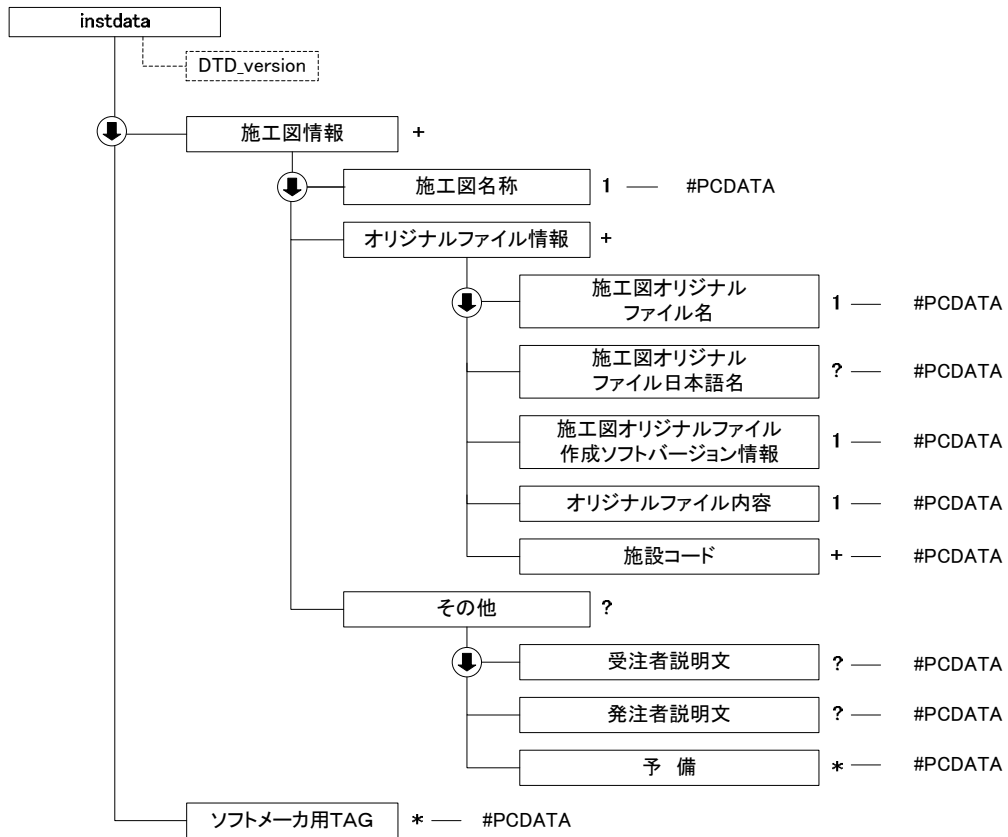 instdata
DTD_version
施工図情報 +
施工図名称 1 #PCDATA
オリジナルファイル情報 +
施工図オリジナル
ファイル名 1 #PCDATA
施工図オリジナル
ファイル日本語名 ? #PCDATA
施工図オリジナルファイル
作成ソフトバージョン情報 1 #PCDATA
オリジナルファイル内容 1 #PCDATA
施設コード + #PCDATA
その他 ?
受注者説明文 ? #PCDATA
発注者説明文 ? #PCDATA
予 備 * #PCDATA
ソフトメーカ用TAG * #PCDATA